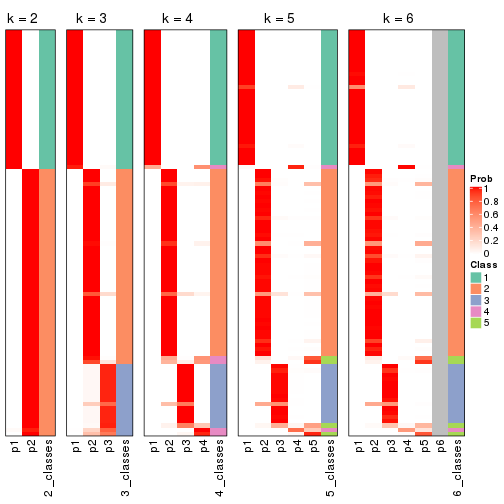 k = 2
k = 3
k = 4
k = 5
k = 6
p1
p2
2_classes
p1
p2
p3
3_classes
p1
p2
p3
p4
4_classes
p1
p2
p3
p4
p5
5_classes
p1
p2
p3
p4
p5
p6
6_classes
Prob
1
0.8
0.6
0.4
0.2
0
Class
1
2
3
4
5